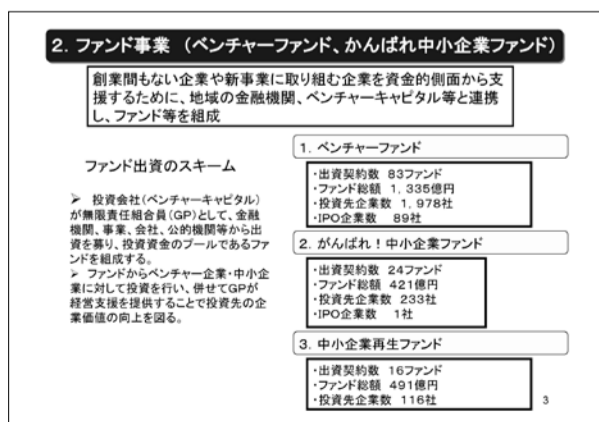 2．ファンド事業　（ベンチャーファンド、かんばれ中小企業ファンド）
創業間もない企業や新事業に取り組む企業を資金的側面から支
援するために、地域の金融機関、ベンチャーキャピタル等と連携
し、ファンド等を組成
ファンド出資のスキーム
➢　投資会社（ベンチャーキャピタル）
が無限責任組合員（GP）として、金融
機関、事業、会社、公的機関等から出
資を募り、投資資金のプールであるファ
ンドを組成する。
➢　ファンドからベンチャー企業・中小企
業に対して投資を行い、併せてGPが
経営支援を提供することで投資先の企
業価値の向上を図る。
1．ベンチャーファンド
・出資契約数　83ファンド
・ファンド総額　1，335億円
・投資先企業数　1，978社
・IPO企業数　89社
2．がんばれ！中小企業ファンド
・出資契約数　24ファンド
・ファンド総額　421億円
・投資先企業数　233社
・IPO企業数　1社
3．中小企業再生ファンド
・出資契約数　16ファンド
・ファンド総額　491億円
・投資先企業数　116社
3